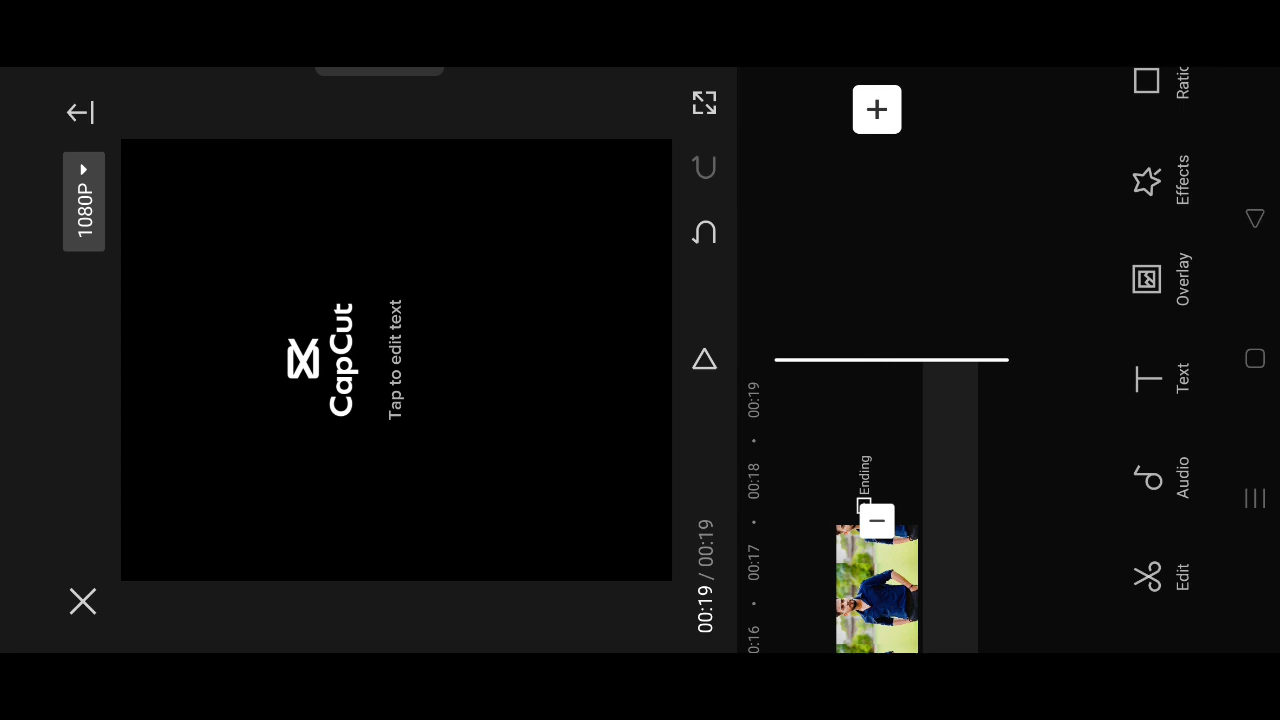 1080P
CapCut
Tap to edit text
00:19 / 00:19
0:16 • 00:17 • 00:18 • 00:19
Ending
Edit
Audio
Text
Overlay
Effects
Ratio